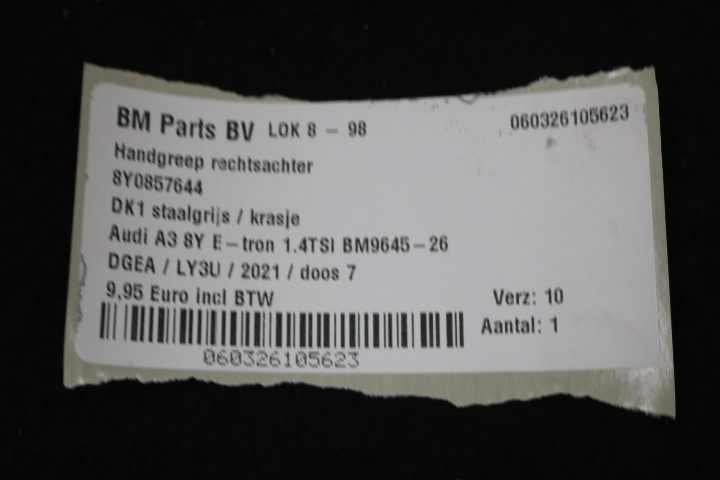 BM Parts BV LOK 8 - 98 060326105623
Handgreep rechtsachter
8Y0857644
DK1 staalgrijs / krasje
Audi A3 8Y E-tron 1.4TSI BM9645-26
DGEA / LY3U / 2021 / doos 7
9,95 Euro incl BTW Verz: 10
Aantal: 1
060326105623